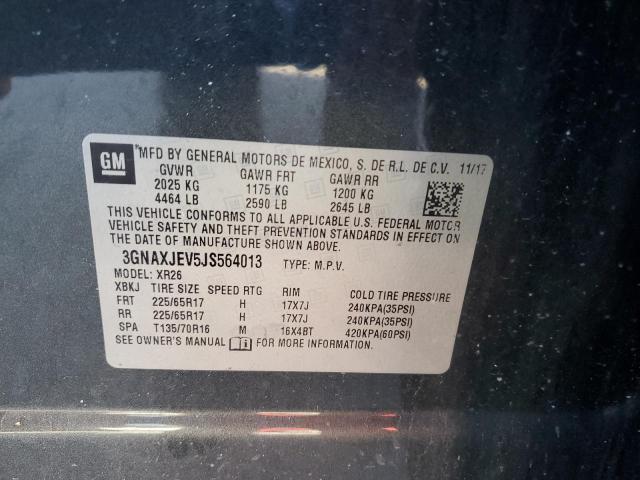 GM
MFD BY GENERAL MOTORS DE MEXICO, S. DE R.L. DE C.V. 11/17
GVWR GAWR FRT GAWR RR
2025 KG 1175 KG 1200 KG
4464 LB 2590 LB 2645 LB
THIS VEHICLE CONFORMS TO ALL APPLICABLE U.S. FEDERAL MOTOR
VEHICLE SAFETY AND THEFT PREVENTION STANDARDS IN EFFECT ON
THE DATE OF MANUFACTURE SHOWN ABOVE.
3GNAXJEV5JS564013 TYPE: M.P.V.
MODEL: XR26
XBKJ TIRE SIZE SPEED RTG RIM COLD TIRE PRESSURE
FRT 225/65R17 H 17X7J 240KPA(35PSI)
RR 225/65R17 H 17X7J 240KPA(35PSI)
SPA T135/70R16 M 16X4BT 420KPA(60PSI)
SEE OWNER'S MANUAL FOR MORE INFORMATION.